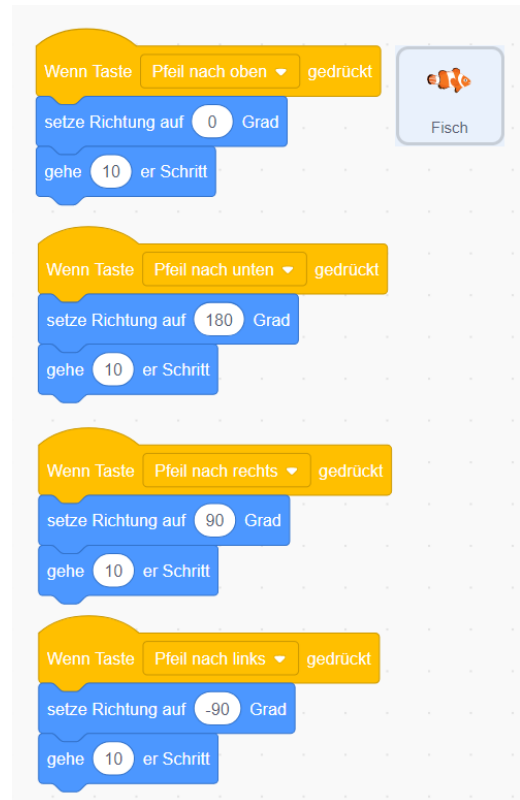 Wenn Taste Pfeil nach oben gedrückt
setze Richtung auf 0 Grad
gehe 10 er Schritt
Fisch
Wenn Taste Pfeil nach unten gedrückt
setze Richtung auf 180 Grad
gehe 10 er Schritt
Wenn Taste Pfeil nach rechts gedrückt
setze Richtung auf 90 Grad
gehe 10 er Schritt
Wenn Taste Pfeil nach links gedrückt
setze Richtung auf -90 Grad
gehe 10 er Schritt